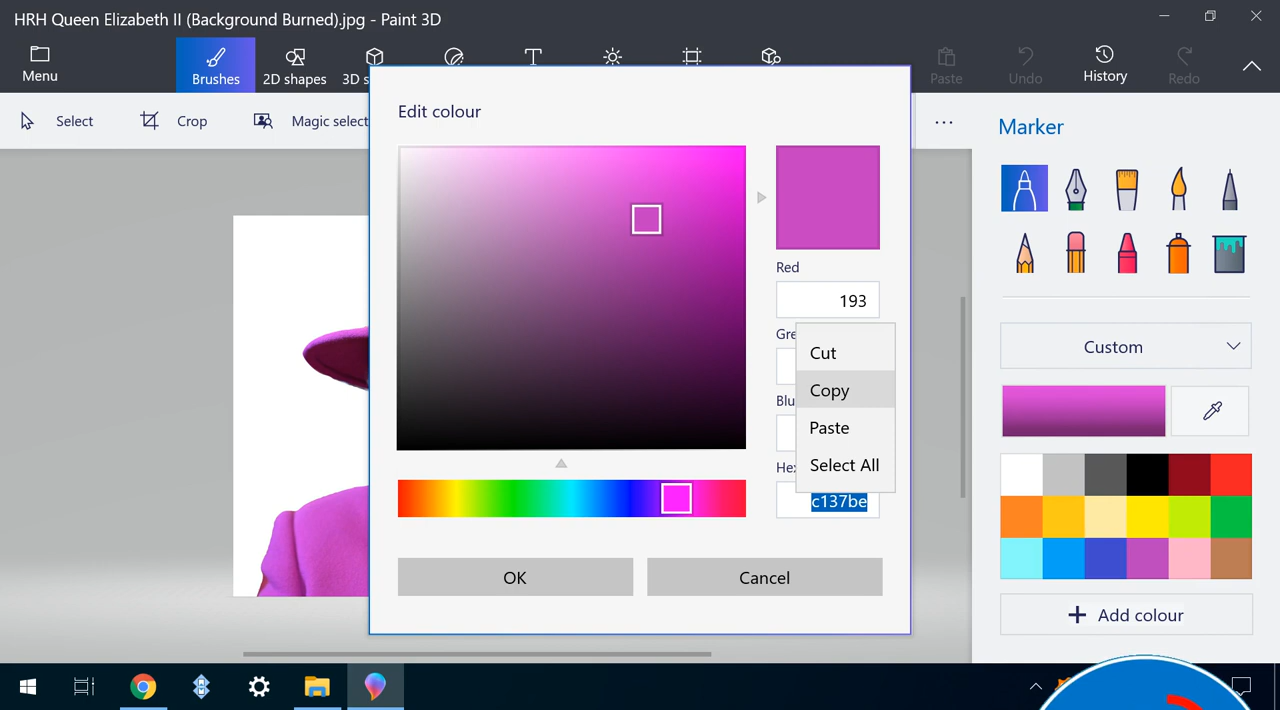 HRH Queen Elizabeth II (Background Burned).jpg - Paint 3D
Menu
Brushes
2D shapes
3D s
Paste
Undo
History
Redo
Select
Crop
Magic select
Edit colour
Marker
Red
193
Gre
Cut
Copy
Blu
Paste
Hex
Select All
c137be
OK
Cancel
Custom
Add colour